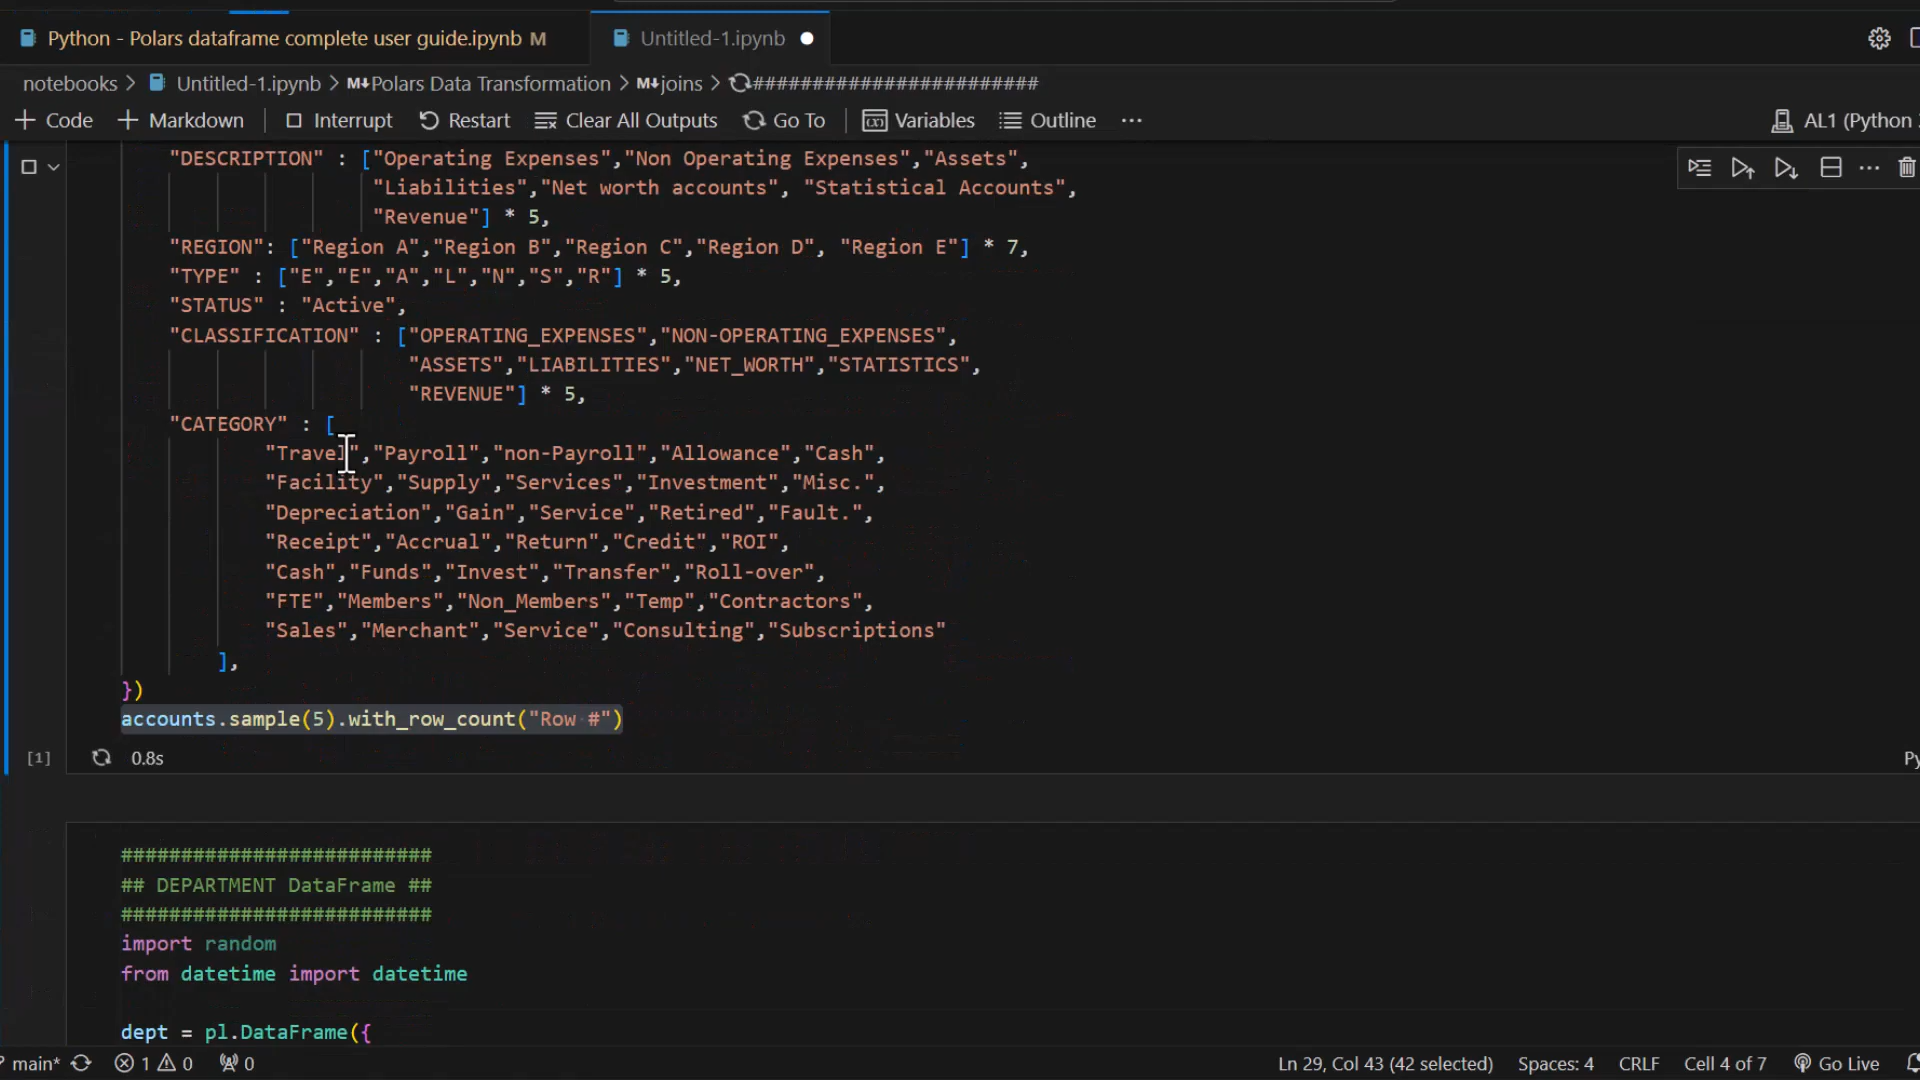 Python - Polars dataframe complete user guide.ipynb M
Untitled-1.ipynb
notebooks > Untitled-1.ipynb > M↓Polars Data Transformation > M↓joins > ########################
+ Code + Markdown Interrupt Restart Clear All Outputs Go To Variables Outline ··· AL1 (Python
"DESCRIPTION" : ["Operating Expenses","Non Operating Expenses","Assets",
"Liabilities","Net worth accounts", "Statistical Accounts",
"Revenue"] * 5,
"REGION": ["Region A","Region B","Region C","Region D", "Region E"] * 7,
"TYPE" : ["E","E","A","L","N","S","R"] * 5,
"STATUS" : "Active",
"CLASSIFICATION" : ["OPERATING_EXPENSES","NON-OPERATING_EXPENSES",
"ASSETS","LIABILITIES","NET_WORTH","STATISTICS",
"REVENUE"] * 5,
"CATEGORY" : [
"Travel","Payroll","non-Payroll","Allowance","Cash",
"Facility","Supply","Services","Investment","Misc.",
"Depreciation","Gain","Service","Retired","Fault.",
"Receipt","Accrual","Return","Credit","ROI",
"Cash","Funds","Invest","Transfer","Roll-over",
"FTE","Members","Non_Members","Temp","Contractors",
"Sales","Merchant","Service","Consulting","Subscriptions"
],
})
accounts.sample(5).with_row_count("Row #")
[1] 0.8s
##########################
## DEPARTMENT DataFrame ##
##########################
import random
from datetime import datetime
dept = pl.DataFrame({
main* 1 0 0 Ln 29, Col 43 (42 selected) Spaces: 4 CRLF Cell 4 of 7 Go Live